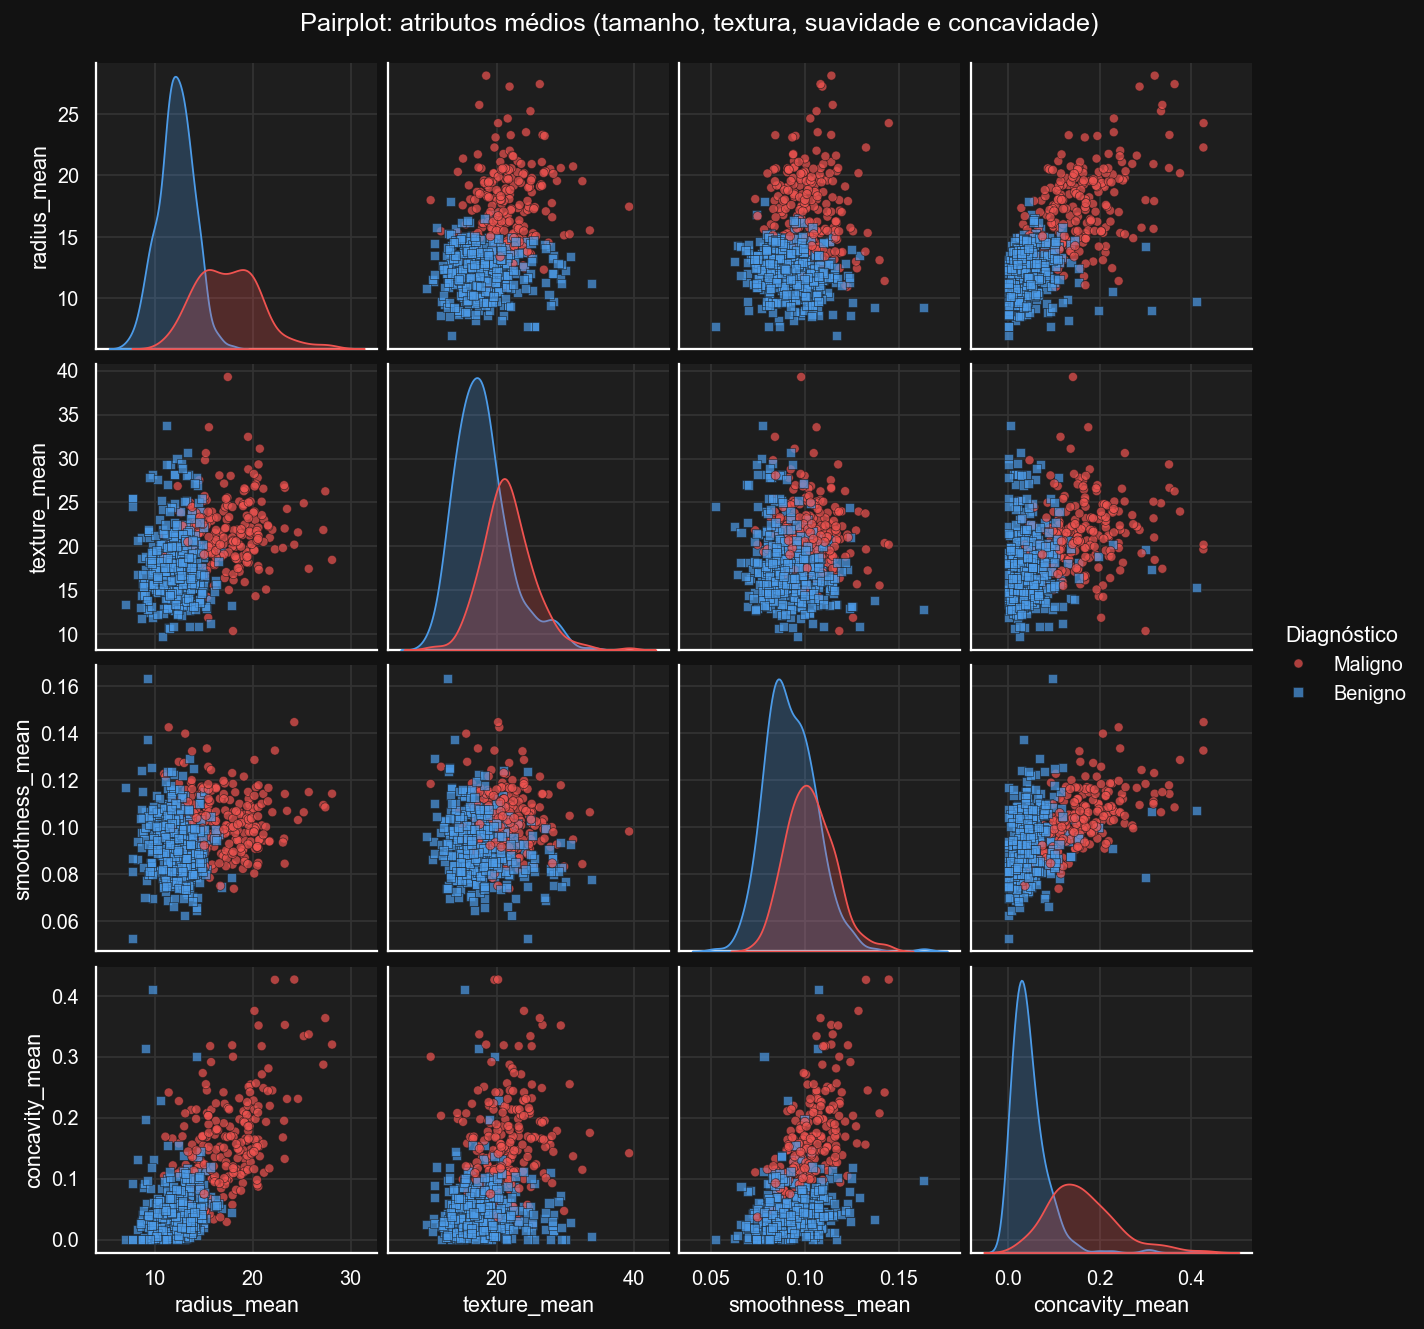 Pairplot: atributos médios (tamanho, textura, suavidade e concavidade)
radius_mean
25
20
15
10
texture_mean
40
35
30
25
20
15
10
Diagnóstico
Maligno
Benigno
smoothness_mean
0.16
0.14
0.12
0.10
0.08
0.06
concavity_mean
0.4
0.3
0.2
0.1
0.0
10 20 30 20 40 0.05 0.10 0.15 0.0 0.2 0.4
radius_mean texture_mean smoothness_mean concavity_mean